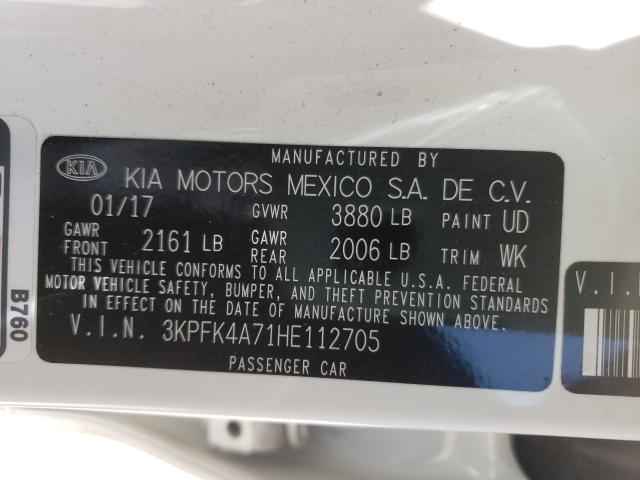 MANUFACTURED BY
KIA KIA MOTORS MEXICO S.A. DE C.V.
01/17 GVWR 3880 LB PAINT UD
GAWR FRONT 2161 LB GAWR REAR 2006 LB TRIM WK
THIS VEHICLE CONFORMS TO ALL APPLICABLE U.S.A. FEDERAL
MOTOR VEHICLE SAFETY, BUMPER, AND THEFT PREVENTION STANDARDS
IN EFFECT ON THE DATE OF MANUFACTURE SHOWN ABOVE.
V.I.N. 3KPFK4A71HE112705
PASSENGER CAR
B760
V.I.